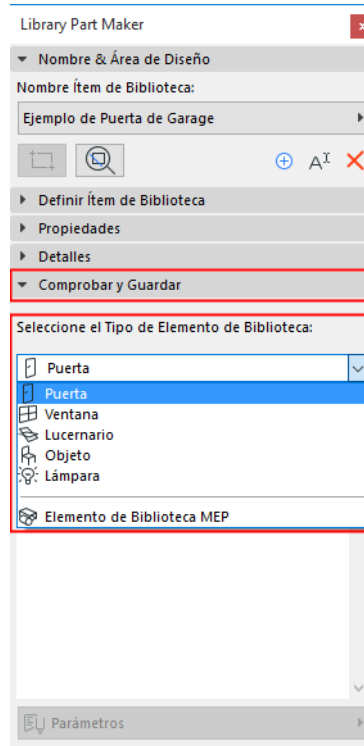 Library Part Maker
Nombre & Área de Diseño
Nombre Ítem de Biblioteca:
Ejemplo de Puerta de Garage
Definir Ítem de Biblioteca
Propiedades
Detalles
Comprobar y Guardar
Seleccione el Tipo de Elemento de Biblioteca:
Puerta
Puerta
Ventana
Lucernario
Objeto
Lámpara
Elemento de Biblioteca MEP
Parámetros